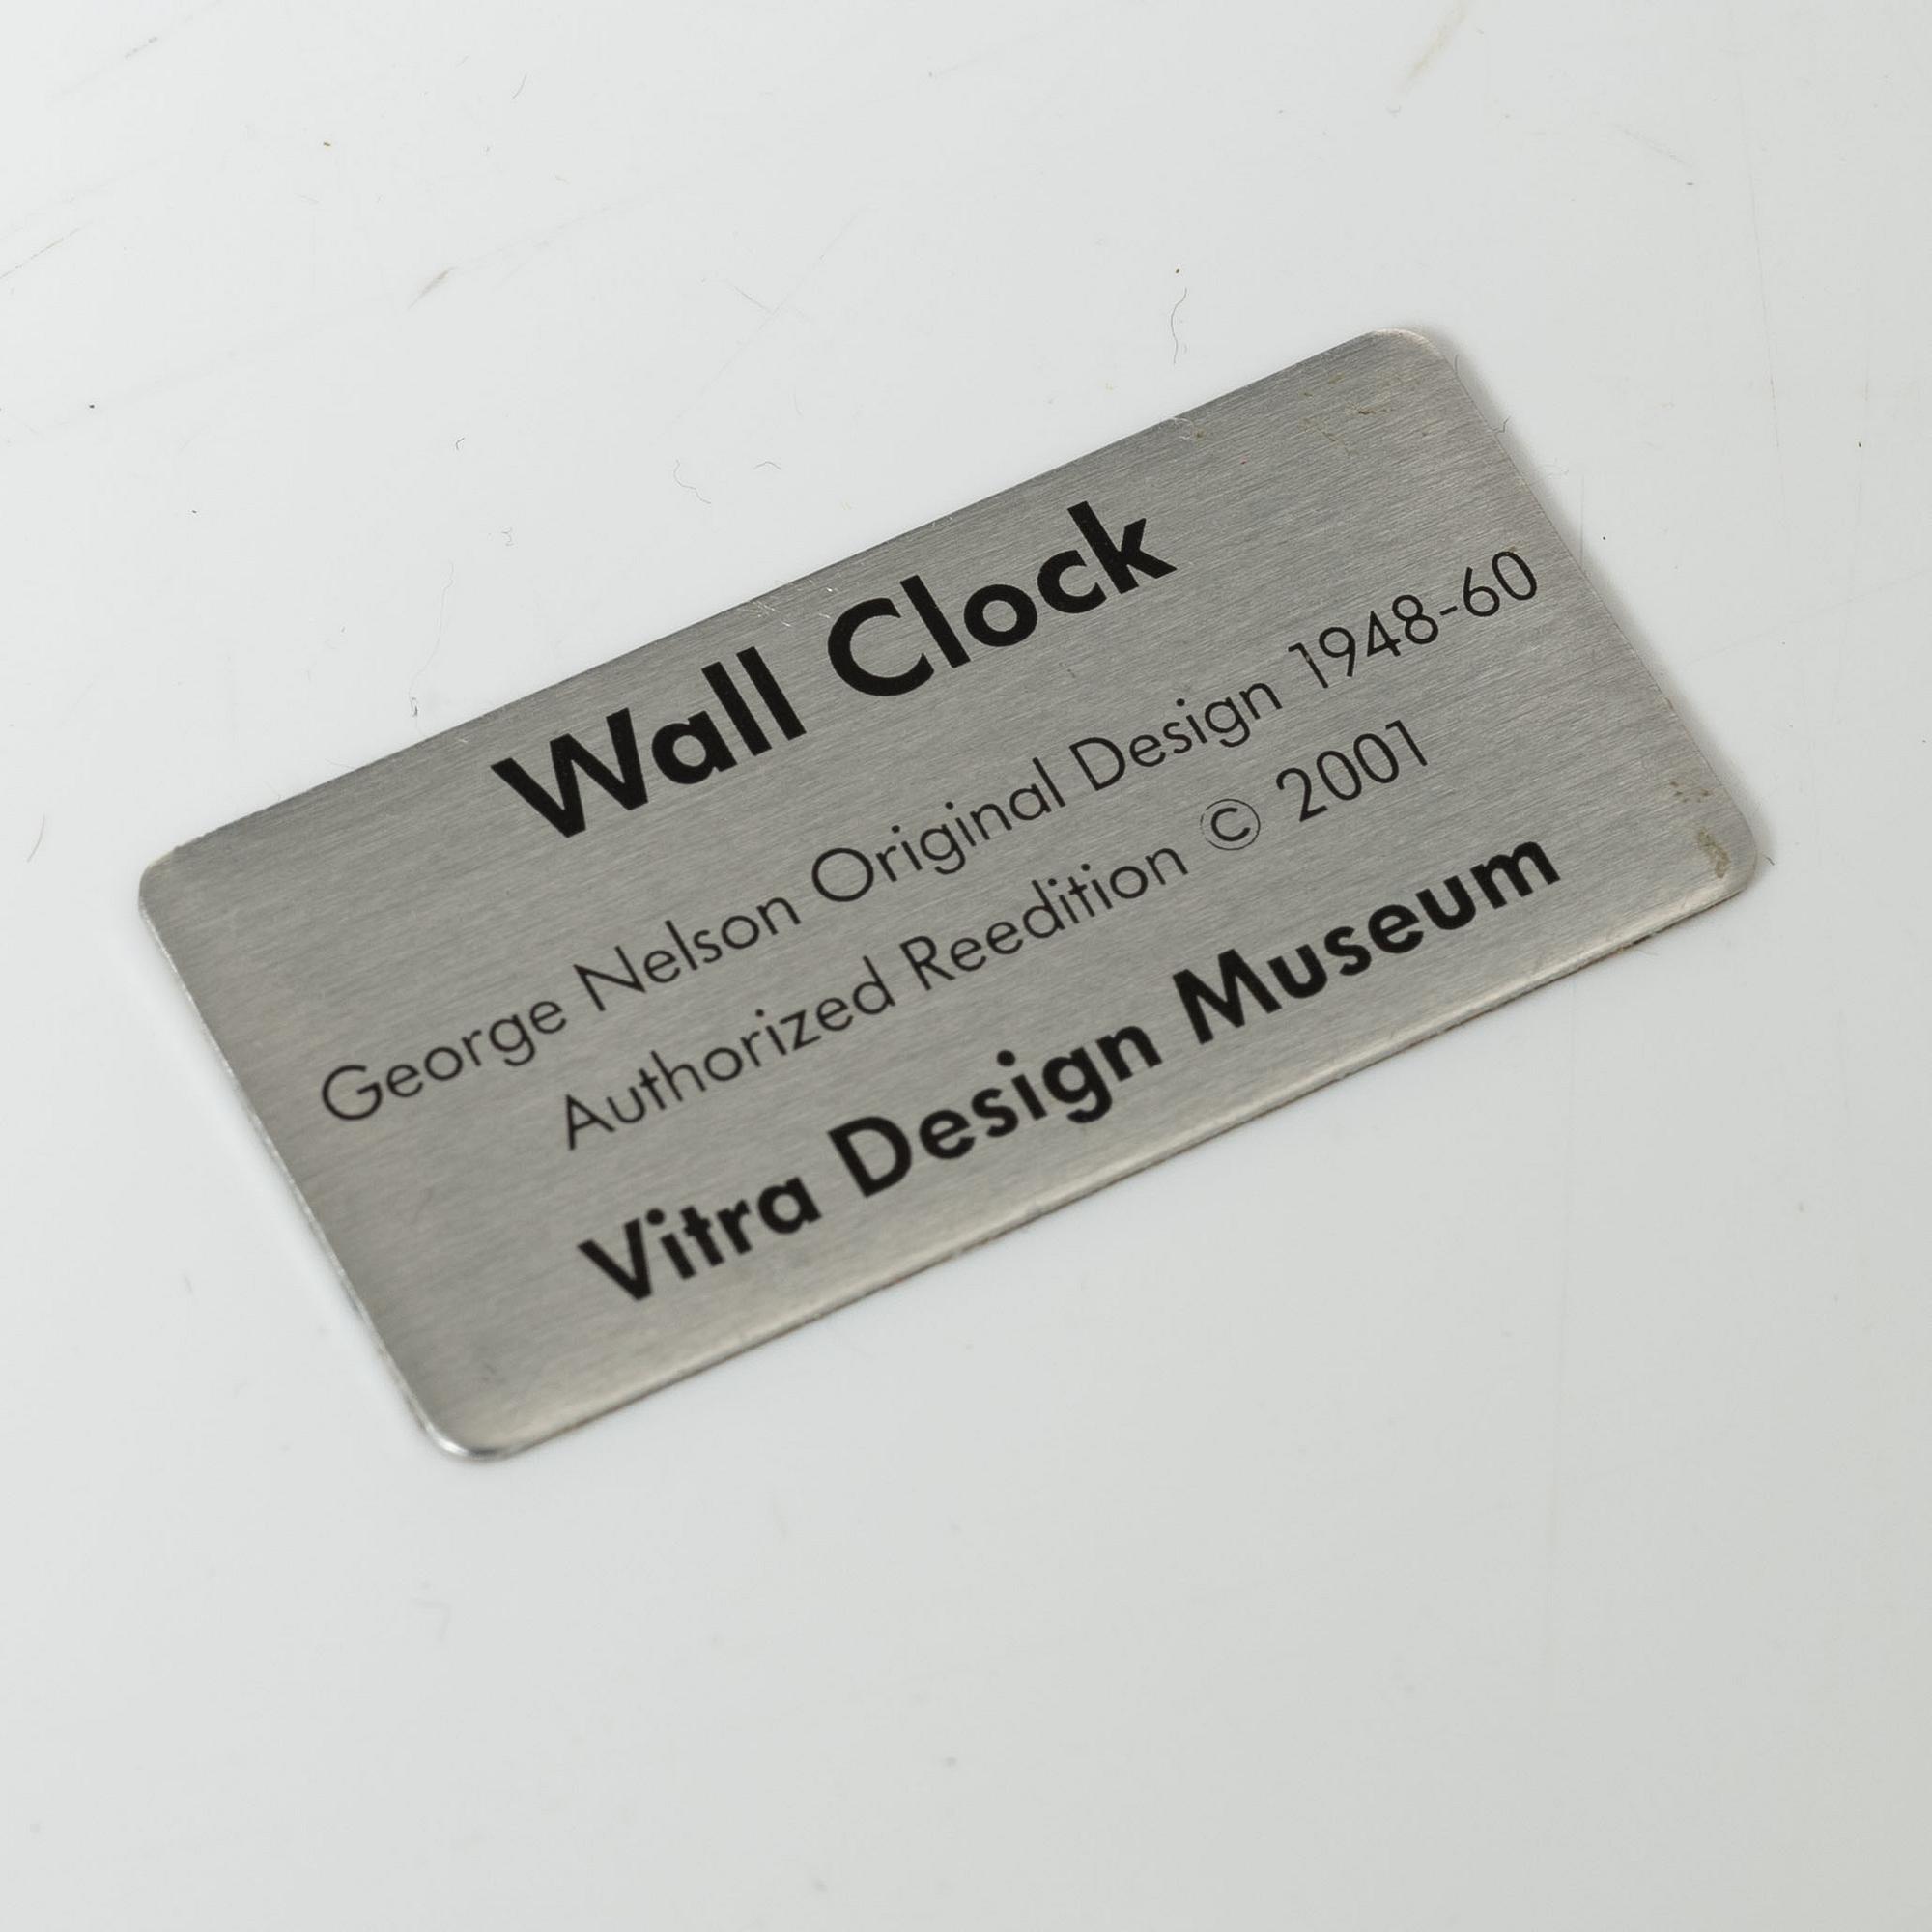 Wall Clock
George Nelson Original Design 1948-60
Authorized Reedition © 2001
Vitra Design Museum